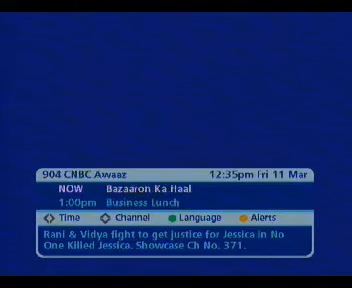 904 CNBC Awaaz 12:35pm Fri 11 Mar
NOW Bazaaron Ka Haal
1:00pm Business Lunch
Time Channel Language Alerts
Rani & Vidya fight to get justice for Jessica in No
One Killed Jessica. Showcase Ch No. 371.